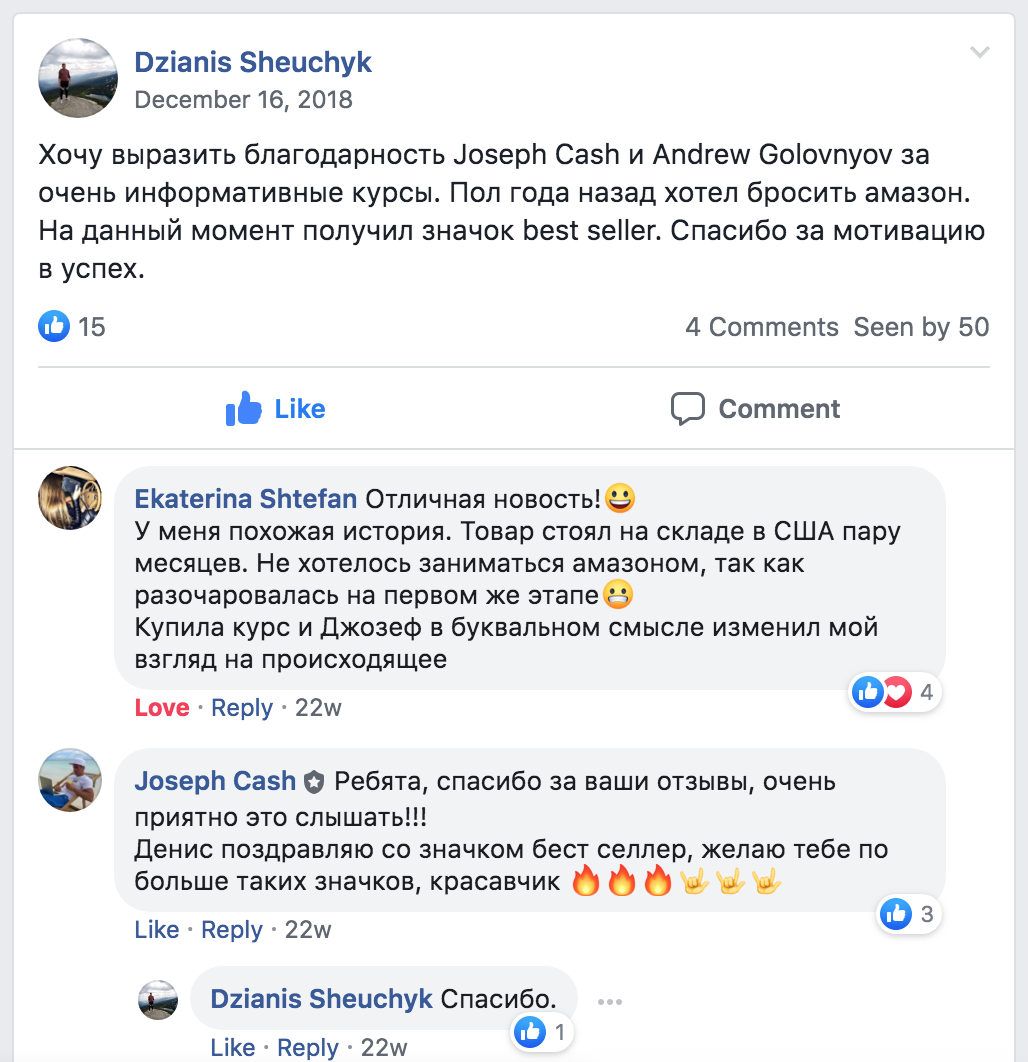 Dzianis Sheuchyk
December 16, 2018
Хочу выразить благодарность Joseph Cash и Andrew Golovnyov за
очень информативные курсы. Пол года назад хотел бросить амазон.
На данный момент получил значок best seller. Спасибо за мотивацию
в успех.
15
4 Comments Seen by 50
Like
Comment
Ekaterina Shtefan Отличная новость!😀
У меня похожая история. Товар стоял на складе в США пару
месяцев. Не хотелось заниматься амазоном, так как
разочаровалась на первом же этапе😬
Купила курс и Джозеф в буквальном смысле изменил мой
взгляд на происходящее
4
Love · Reply · 22w
Joseph Cash Ребята, спасибо за ваши отзывы, очень
приятно это слышать!!!
Денис поздравляю со значком бест селлер, желаю тебе по
больше таких значков, красавчик 🔥🔥🔥🤟🤟🤟
3
Like · Reply · 22w
Dzianis Sheuchyk Спасибо.
1
Like · Reply · 22w